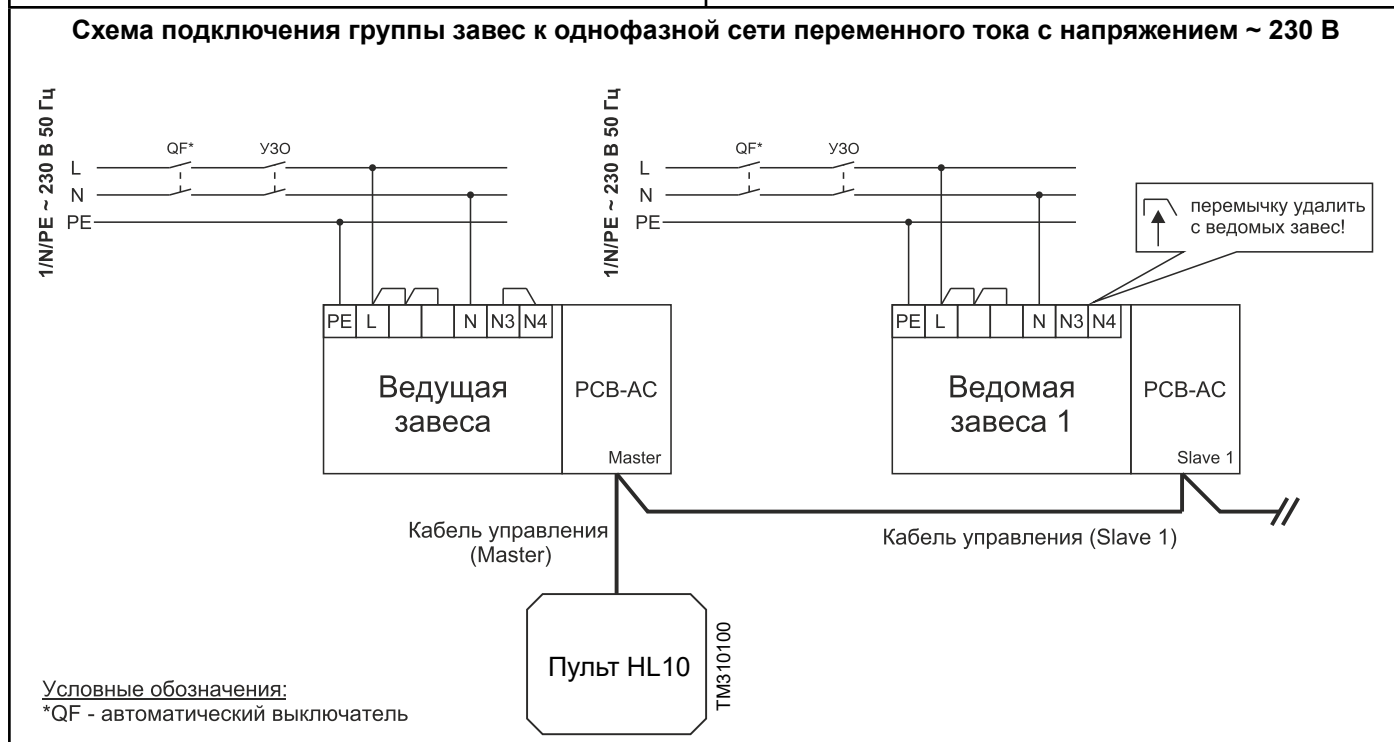 Схема подключения группы завес к однофазной сети переменного тока с напряжением ~ 230 В
1/N/PE ~ 230 В 50 Гц
L
N
PE
QF*
УЗО
1/N/PE ~ 230 В 50 Гц
L
N
PE
QF*
УЗО
перемычку удалить
с ведомых завес!
PE L N N3 N4
Ведущая
завеса
PCB-AC
Master
PE L N N3 N4
Ведомая
завеса 1
PCB-AC
Slave 1
Кабель управления
(Master)
Кабель управления (Slave 1)
Пульт HL10
TM310100
Условные обозначения:
*QF - автоматический выключатель